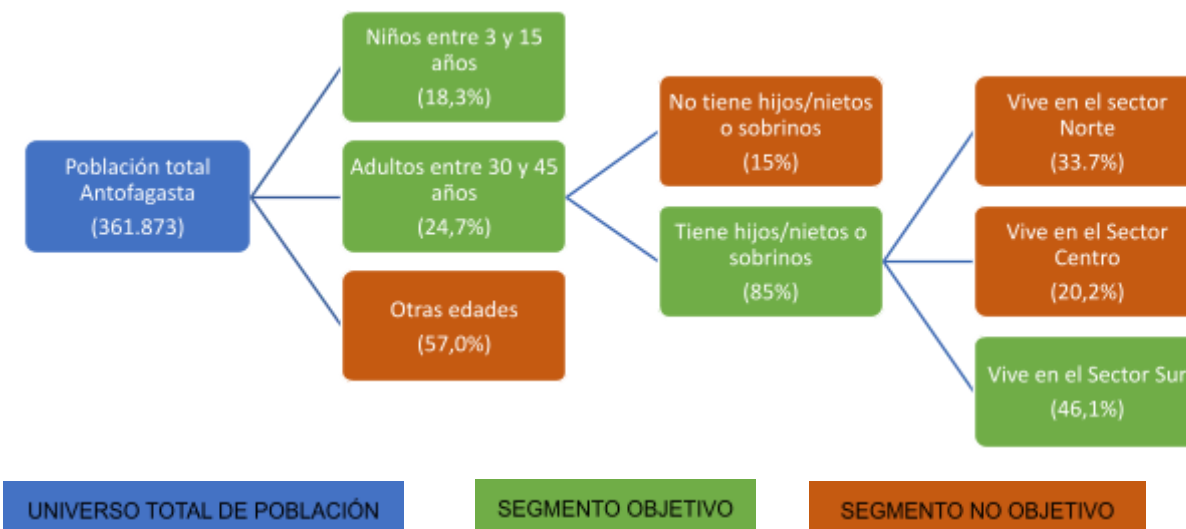 Población total
Antofagasta
(361.873)
Niños entre 3 y 15
años
(18,3%)
Adultos entre 30 y 45
años
(24,7%)
Otras edades
(57,0%)
No tiene hijos/nietos
o sobrinos
(15%)
Tiene hijos/nietos o
sobrinos
(85%)
Vive en el sector
Norte
(33.7%)
Vive en el Sector
Centro
(20,2%)
Vive en el Sector Sur
(46,1%)
UNIVERSO TOTAL DE POBLACIÓN
SEGMENTO OBJETIVO
SEGMENTO NO OBJETIVO